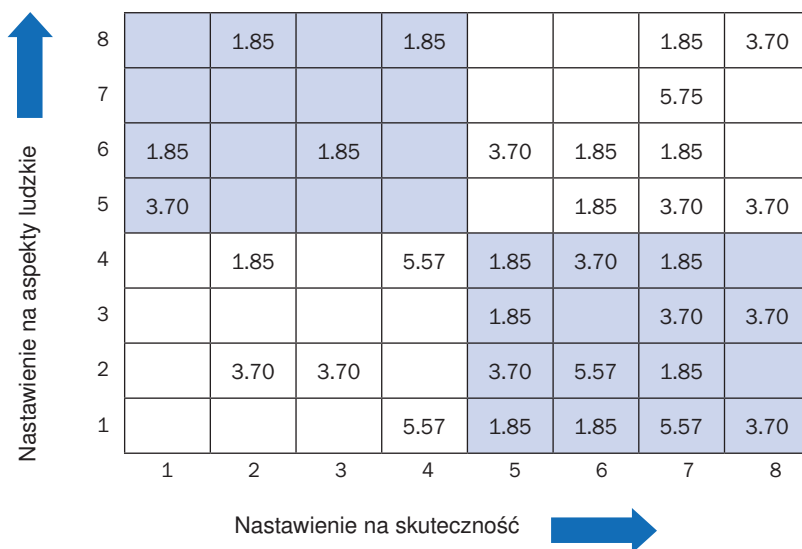 8 1.85 1.85 1.85 3.70
7 5.75
6 1.85 1.85 3.70 1.85 1.85
5 3.70 1.85 3.70 3.70
4 1.85 5.57 1.85 3.70 1.85
3 1.85 3.70 3.70
2 3.70 3.70 3.70 5.57 1.85
1 5.57 1.85 1.85 5.57 3.70
1 2 3 4 5 6 7 8
Nastawienie na aspekty ludzkie
Nastawienie na skuteczność